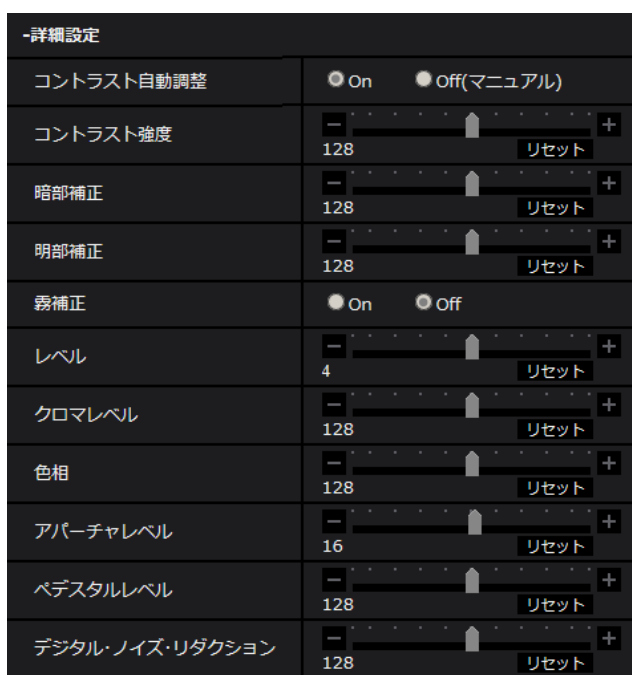 -詳細設定
コントラスト自動調整 On Off(マニュアル)
コントラスト強度 128 リセット
暗部補正 128 リセット
明部補正 128 リセット
霧補正 On Off
レベル 4 リセット
クロマレベル 128 リセット
色相 128 リセット
アパーチャレベル 16 リセット
ペデスタルレベル 128 リセット
デジタル・ノイズ・リダクション 128 リセット